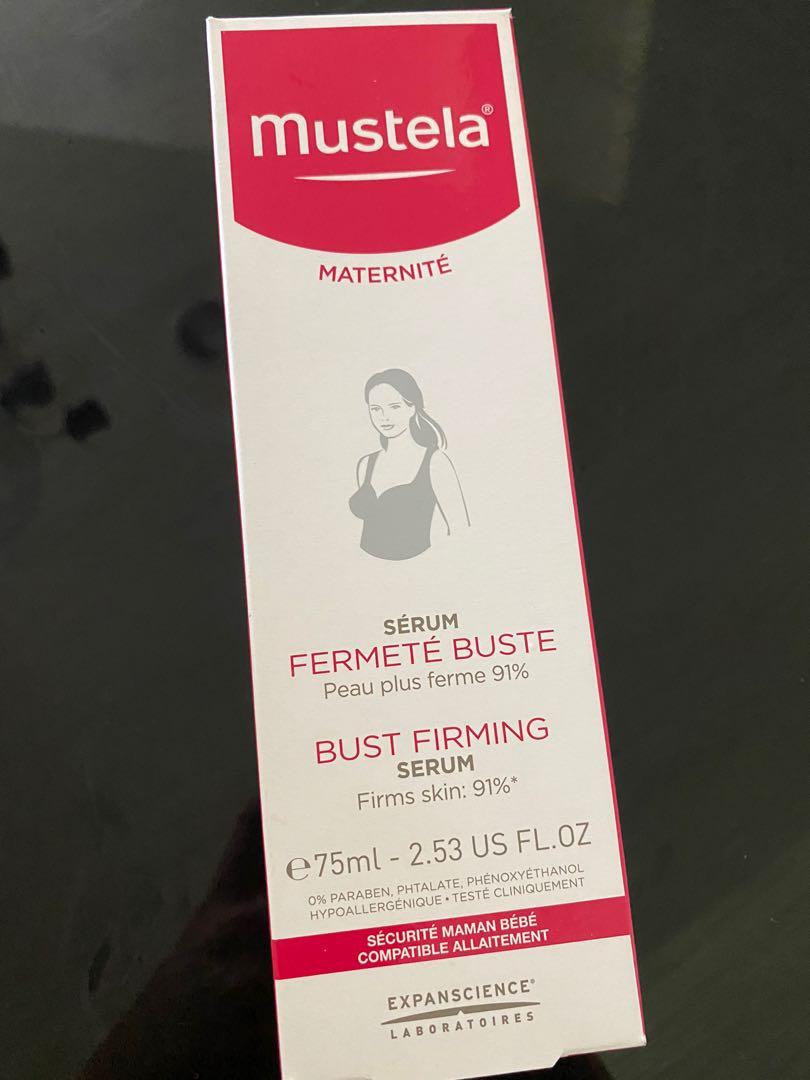 mustela®
MATERNITÉ
SÉRUM
FERMETÉ BUSTE
Peau plus ferme 91%
BUST FIRMING
SERUM
Firms skin: 91%*
℮75ml - 2.53 US FL.OZ
0% PARABEN, PHTALATE, PHÉNOXYÉTHANOL
HYPOALLERGÉNIQUE • TESTÉ CLINIQUEMENT
SÉCURITÉ MAMAN BÉBÉ
COMPATIBLE ALLAITEMENT
EXPANSCIENCE®
LABORATOIRES